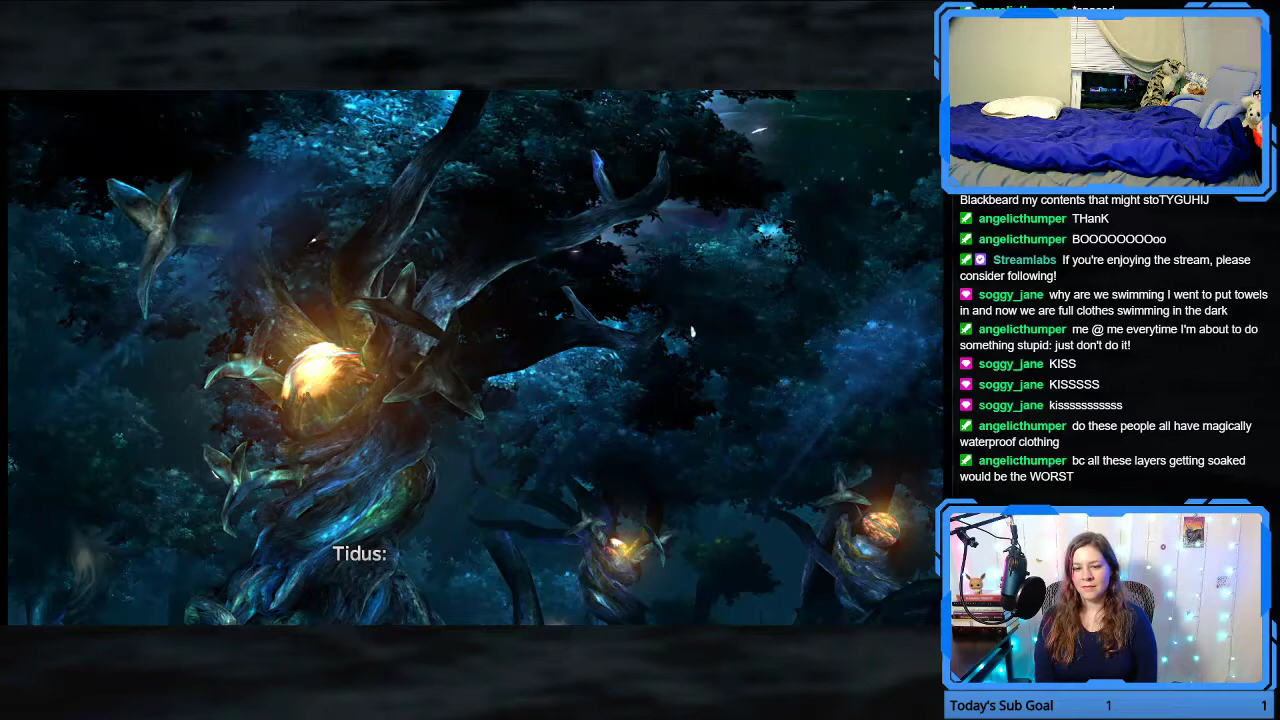 Blackbeard my contents that might stoTYGUHIJ
angelicthumper THanK
angelicthumper BOOOOOOOOoo
Streamlabs If you're enjoying the stream, please
consider following!
soggy_jane why are we swimming I went to put towels
in and now we are full clothes swimming in the dark
angelicthumper me @ me everytime I'm about to do
something stupid: just don't do it!
soggy_jane KISS
soggy_jane KISSSSS
soggy_jane kisssssssssss
angelicthumper do these people all have magically
waterproof clothing
angelicthumper bc all these layers getting soaked
would be the WORST
Tidus:
Today's Sub Goal 1 1